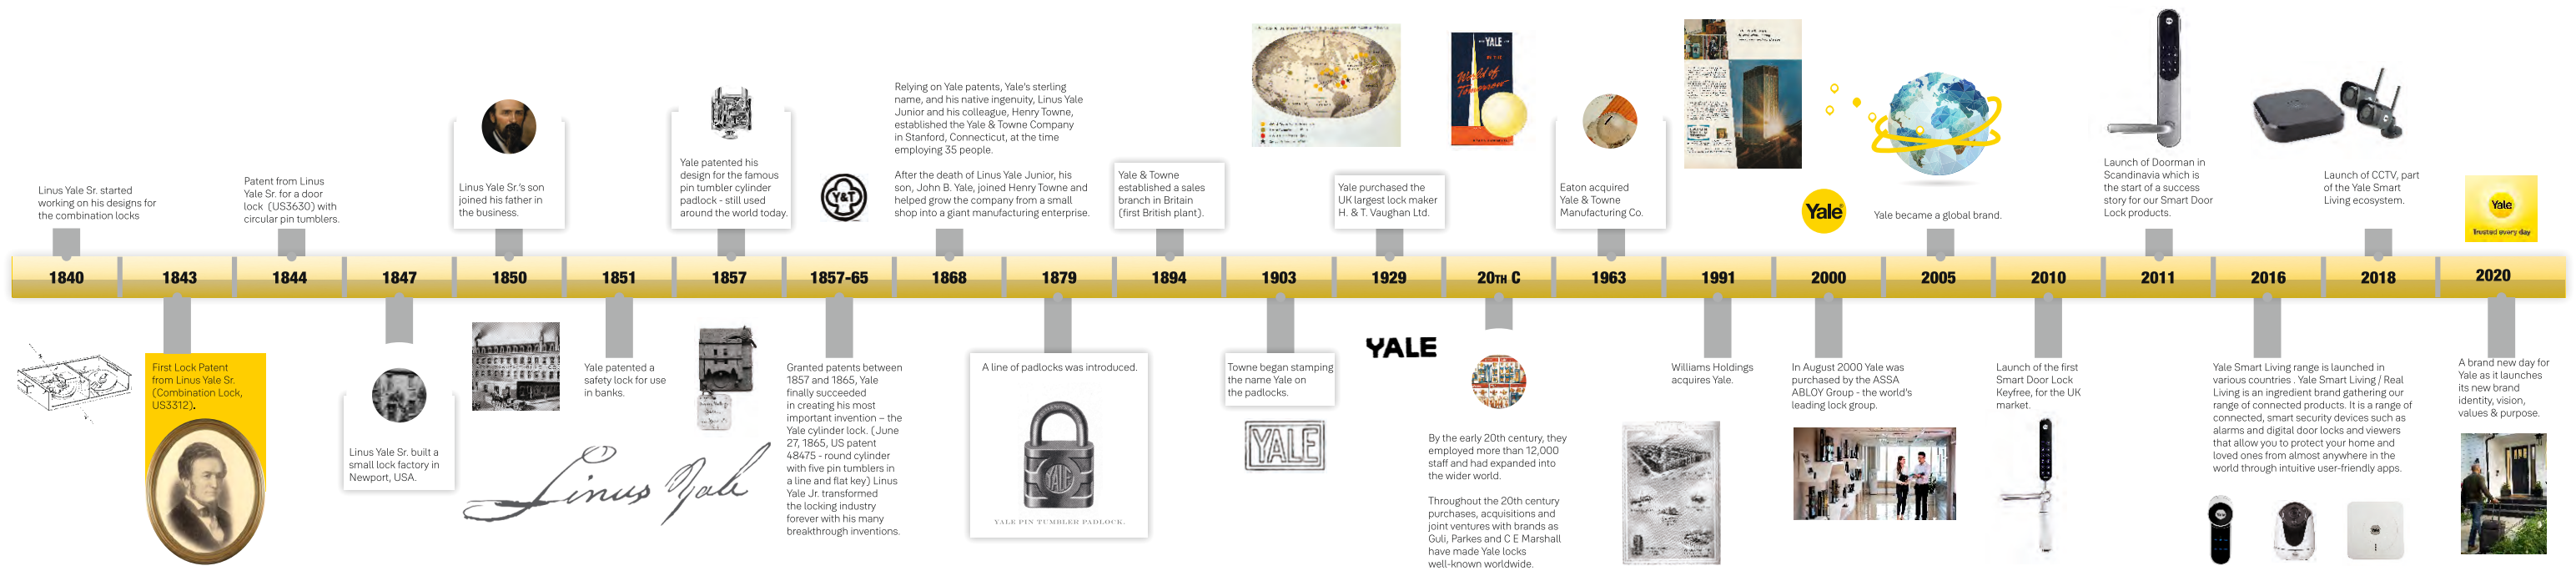 Linus Yale Sr. started
working on his designs for
the combination locks
1840
1843
First Lock Patent
from Linus Yale Sr.
(Combination Lock,
US3312).
Patent from Linus
Yale Sr. for a door
lock (US3630) with
circular pin tumblers.
1844
1847
Linus Yale Sr. built a
small lock factory in
Newport, USA.
Linus Yale Sr.'s son
joined his father in
the business.
1850
1851
Yale patented a
safety lock for use
in banks.
Linus Yale
Yale patented his
design for the famous
pin tumbler cylinder
padlock - still used
around the world today.
1857
Y&T
1857-65
Granted patents between
1857 and 1865, Yale
finally succeeded
in creating his most
important invention – the
Yale cylinder lock. (June
27, 1865, US patent
48475 - round cylinder
with five pin tumblers in
a line and flat key) Linus
Yale Jr. transformed
the locking industry
forever with his many
breakthrough inventions.
Relying on Yale patents, Yale's sterling
name, and his native ingenuity, Linus Yale
Junior and his colleague, Henry Towne,
established the Yale & Towne Company
in Stanford, Connecticut, at the time
employing 35 people.
After the death of Linus Yale Junior, his
son, John B. Yale, joined Henry Towne and
helped grow the company from a small
shop into a giant manufacturing enterprise.
1868
1879
A line of padlocks was introduced.
YALE
YALE PIN TUMBLER PADLOCK.
Yale & Towne
established a sales
branch in Britain
(first British plant).
1894
1903
Towne began stamping
the name Yale on
the padlocks.
YALE
Yale purchased the
UK largest lock maker
H. & T. Vaughan Ltd.
1929
YALE
YALE
World of
Tomorrow
20TH C
By the early 20th century, they
employed more than 12,000
staff and had expanded into
the wider world.
Throughout the 20th century
purchases, acquisitions and
joint ventures with brands as
Guli, Parkes and C E Marshall
have made Yale locks
well-known worldwide.
Eaton acquired
Yale & Towne
Manufacturing Co.
1963
1991
Williams Holdings
acquires Yale.
Yale
2000
In August 2000 Yale was
purchased by the ASSA
ABLOY Group - the world's
leading lock group.
Yale became a global brand.
2005
2010
Launch of the first
Smart Door Lock
Keyfree, for the UK
market.
Launch of Doorman in
Scandinavia which is
the start of a success
story for our Smart Door
Lock products.
2011
2016
Yale Smart Living range is launched in
various countries . Yale Smart Living / Real
Living is an ingredient brand gathering our
range of connected products. It is a range of
connected, smart security devices such as
alarms and digital door locks and viewers
that allow you to protect your home and
loved ones from almost anywhere in the
world through intuitive user-friendly apps.
Launch of CCTV, part
of the Yale Smart
Living ecosystem.
2018
Yale
Trusted every day
2020
A brand new day for
Yale as it launches
its new brand
identity, vision,
values & purpose.